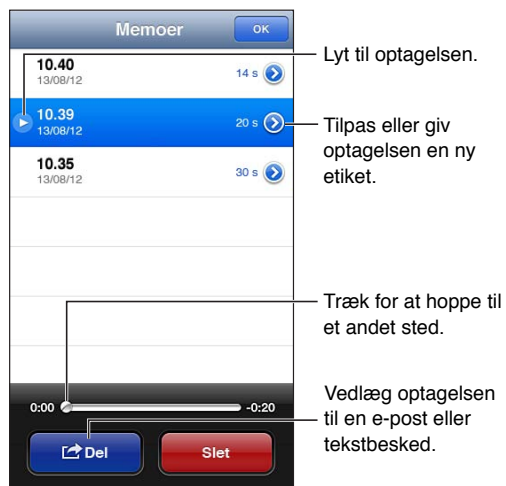 Memoer
OK
10.40
13/08/12
14 s
10.39
13/08/12
20 s
10.35
13/08/12
30 s
0:00
-0:20
Del
Slet
Lyt til optagelsen.
Tilpas eller giv
optagelsen en ny
etiket.
Træk for at hoppe til
et andet sted.
Vedlæg optagelsen
til en e-post eller
tekstbesked.